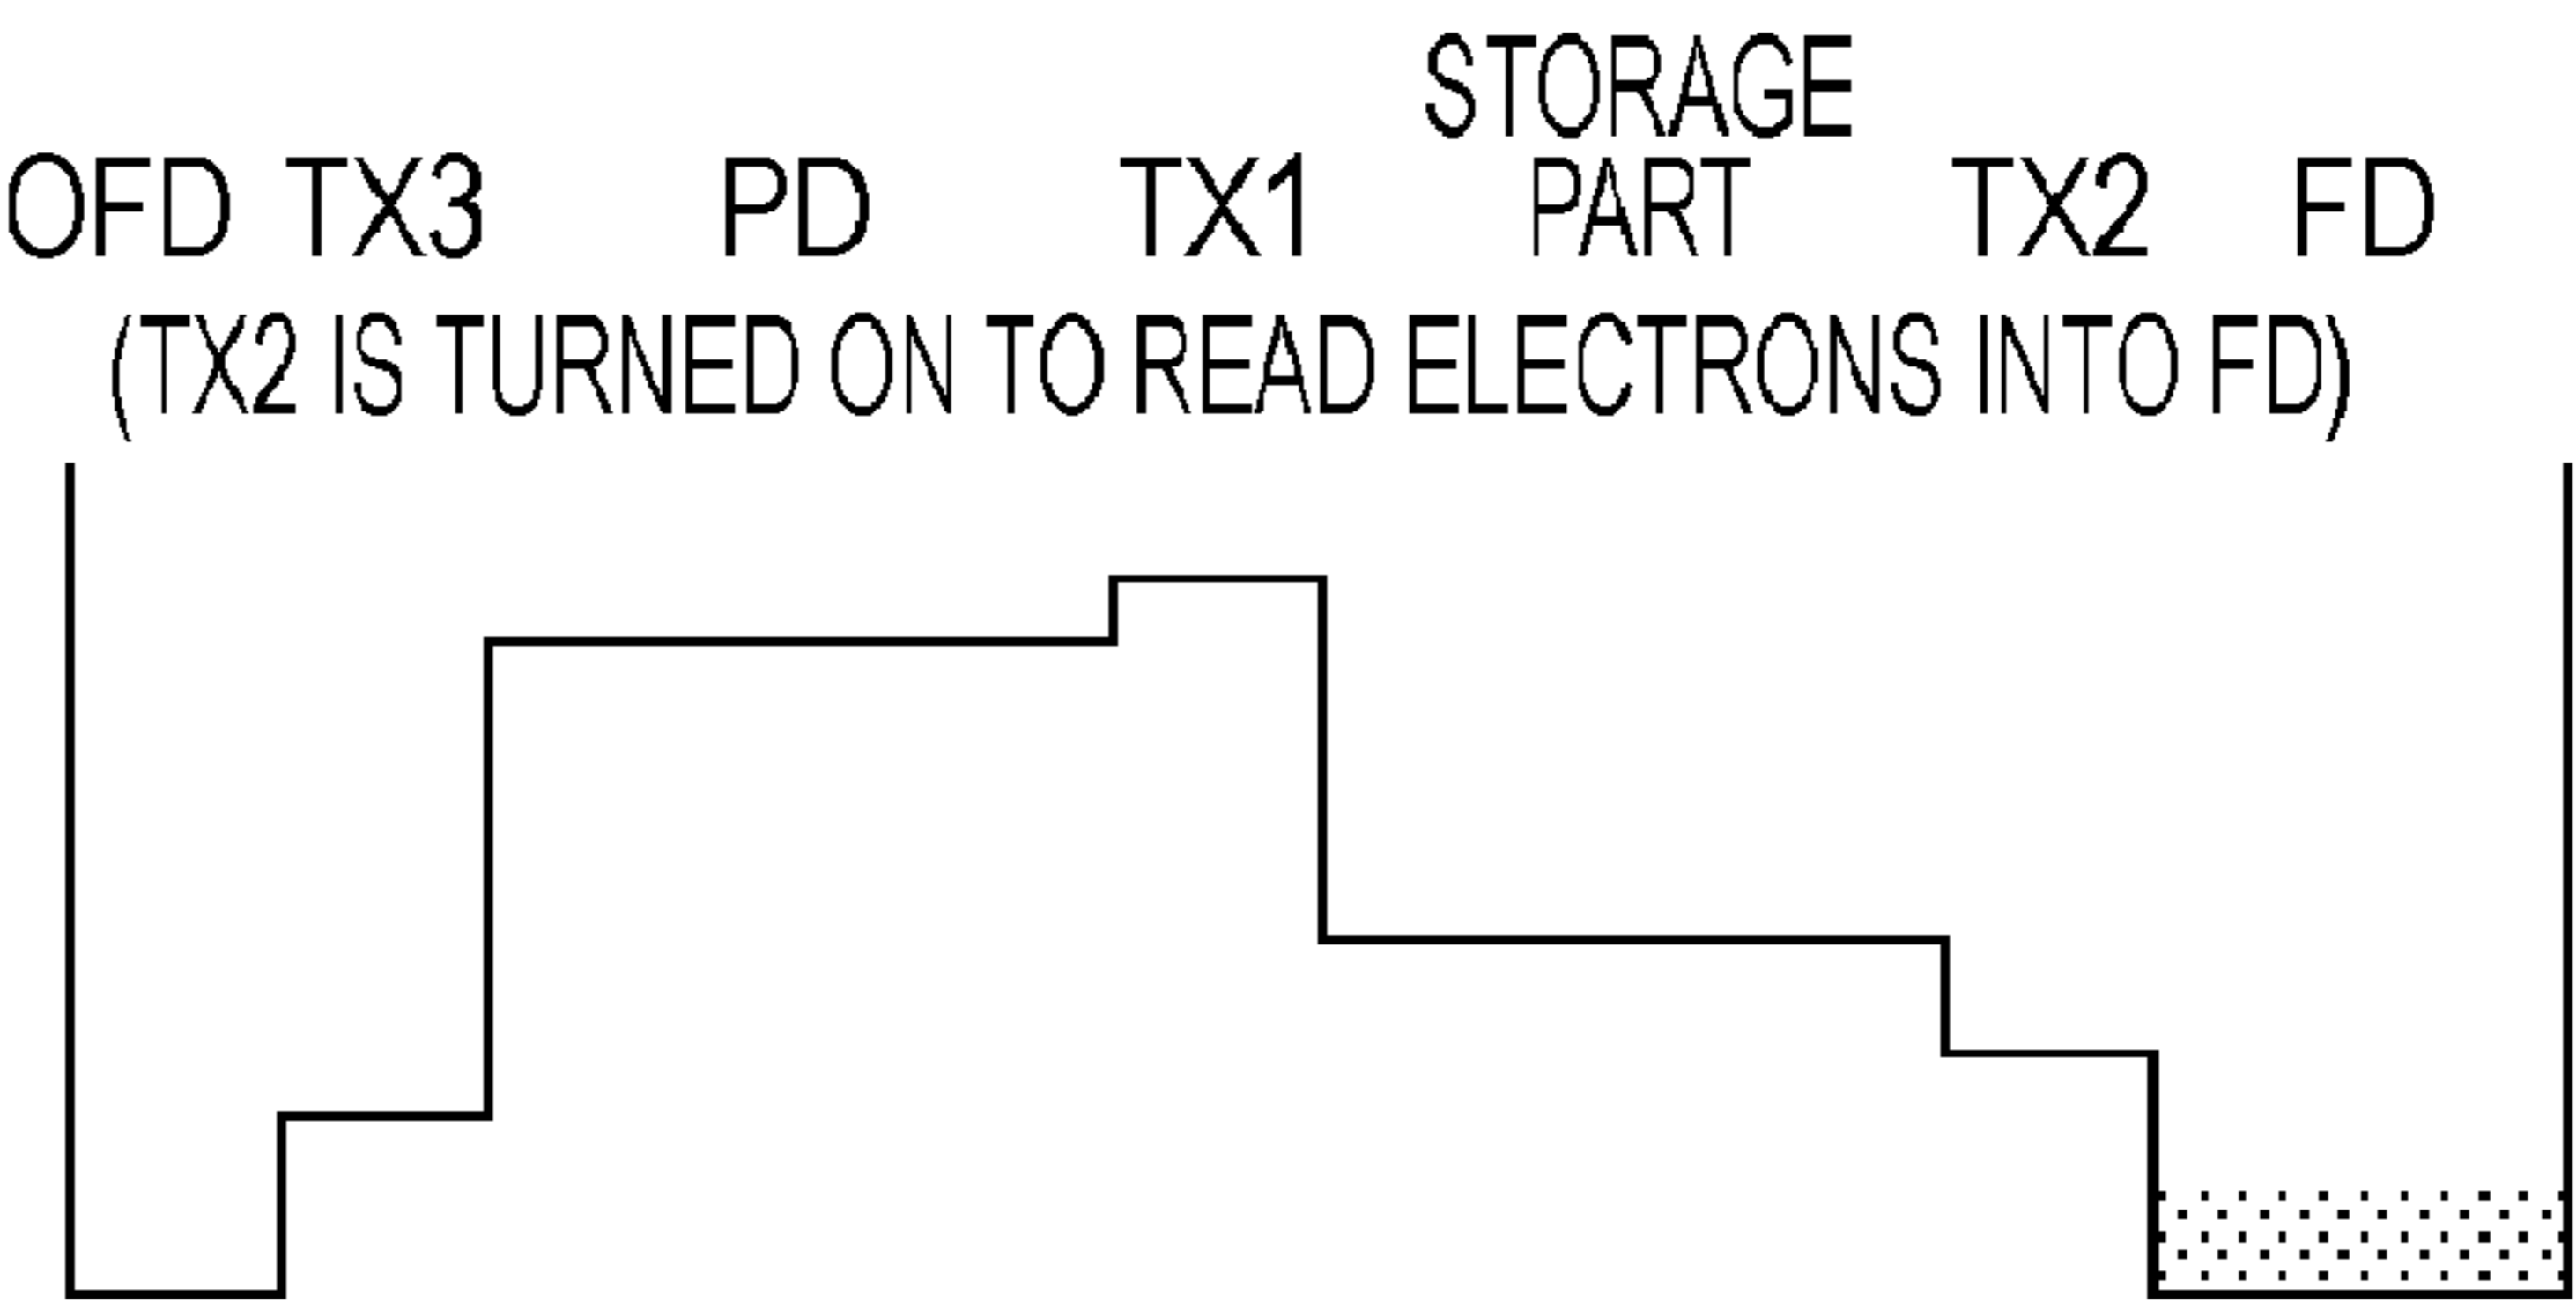 STORAGE
OFD TX3 PD TX1 PART TX2 FD
(TX2 IS TURNED ON TO READ ELECTRONS INTO FD)